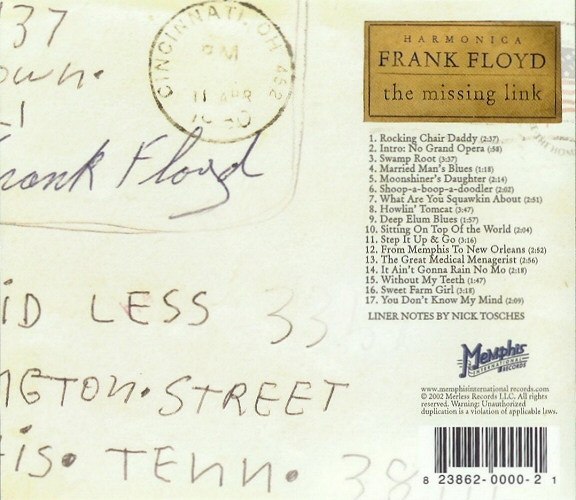 37
own.
CINCINNATI, OH 452
PM
11 APR
1980
Frank Floyd
HARMONICA
FRANK FLOYD
the missing link
1. Rocking Chair Daddy (2:37)
2. Intro: No Grand Opera (:58)
3. Swamp Root (3:37)
4. Married Man's Blues (1:18)
5. Moonshiner's Daughter (2:14)
6. Shoop-a-boop-a-doodler (2:02)
7. What Are You Squawkin About (2:51)
8. Howlin' Tomcat (3:47)
9. Deep Elum Blues (1:57)
10. Sitting On Top Of the World (2:04)
11. Step It Up & Go (3:16)
12. From Memphis To New Orleans (2:52)
13. The Great Medical Menagerist (2:56)
14. It Ain't Gonna Rain No Mo (2:18)
15. Without My Teeth (1:47)
16. Sweet Farm Girl (3:18)
17. You Don't Know My Mind (2:09)
LINER NOTES BY NICK TOSCHES
ID LESS 33
NGTON. STREET
HIS. TENN. 38
Memphis
INTERNATIONAL
RECORDS
www.memphisinternational records.com
© 2002 Merless Records LLC. All rights
reserved. Warning: Unauthorized
duplication is a violation of applicable laws.
8 23862-0000-2 1